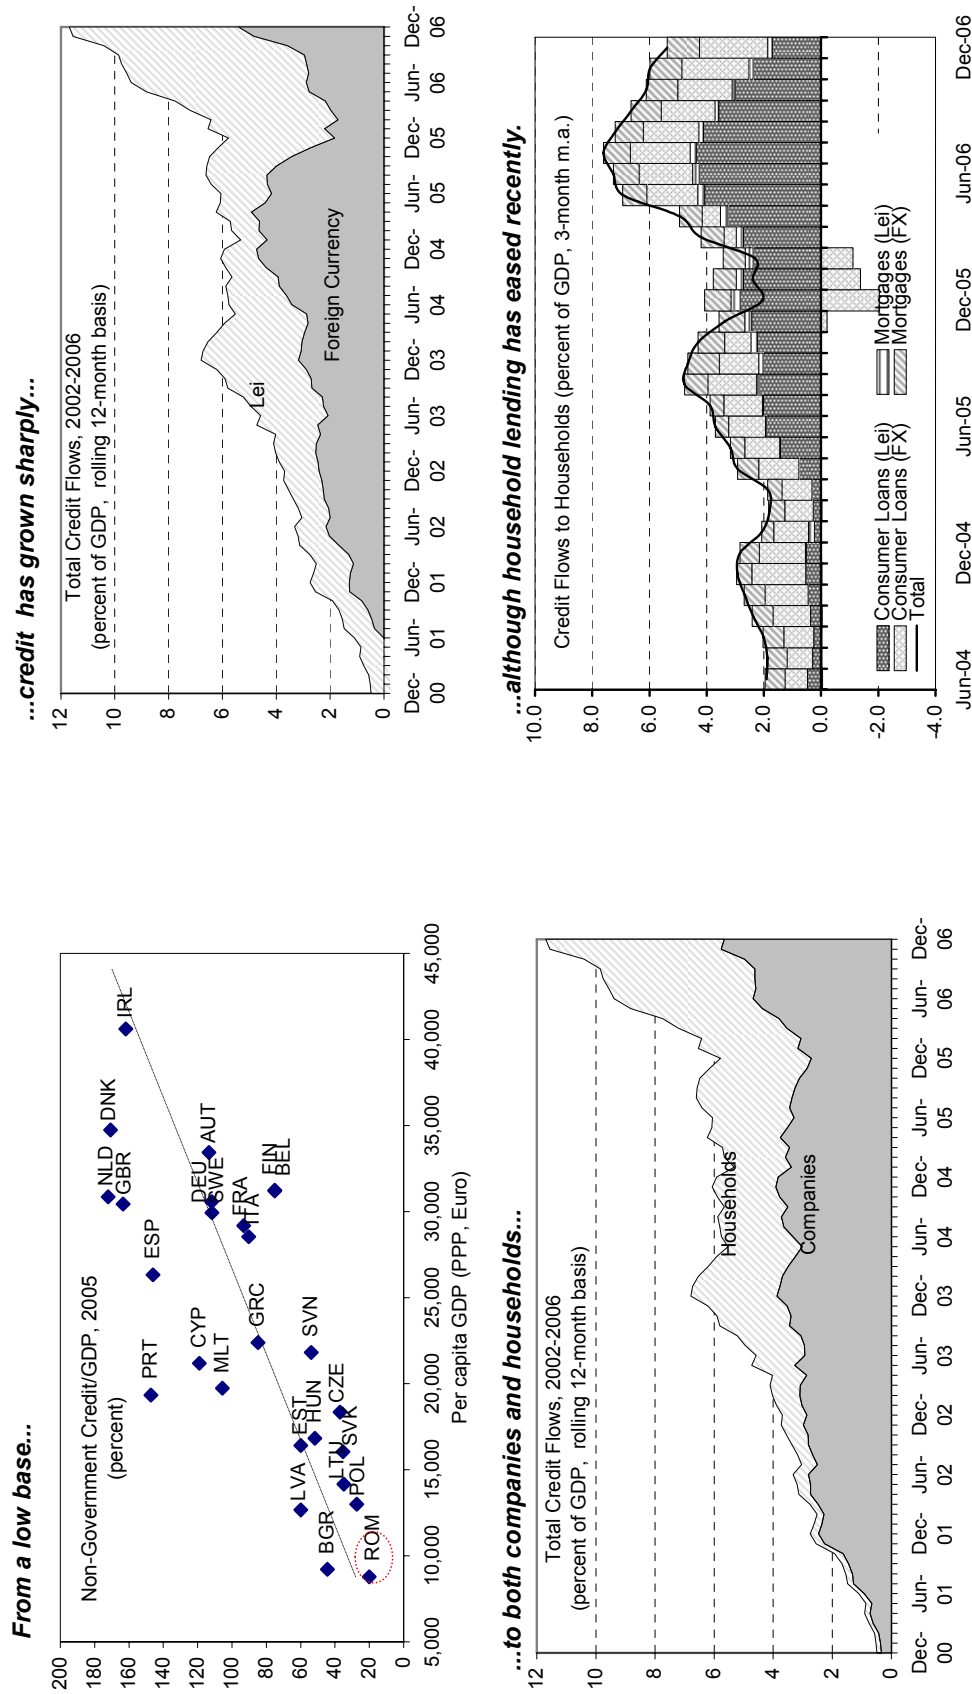 From a low base...
Non-Government Credit/GDP, 2005
(percent)
200
180
160
140
120
100
80
60
40
20
0
NLD
DNK
GBR
IRL
ESP
PRT
CYP
MLT
DEU
AUT
SWE
FRA
ITA
FIN
BEL
GRC
SVN
LVA
EST
HUN
CZE
BGR
LTU
SVK
POL
ROM
5,000
10,000
15,000
20,000
25,000
30,000
35,000
40,000
45,000
Per capita GDP (PPP, Euro)
...credit has grown sharply...
Total Credit Flows, 2002-2006
(percent of GDP, rolling 12-month basis)
12
10
8
6
4
2
0
Lei
Foreign Currency
Dec- Jun- Dec- Jun- Dec- Jun- Dec- Jun- Dec- Jun- Dec- Jun- Dec-
00 01 01 02 02 03 03 04 04 05 05 06 06
...to both companies and households...
Total Credit Flows, 2002-2006
(percent of GDP, rolling 12-month basis)
12
10
8
6
4
2
0
Households
Companies
Dec- Jun- Dec- Jun- Dec- Jun- Dec- Jun- Dec- Jun- Dec- Jun- Dec-
00 01 01 02 02 03 03 04 04 05 05 06 06
...although household lending has eased recently.
Credit Flows to Households (percent of GDP, 3-month m.a.)
10.0
8.0
6.0
4.0
2.0
0.0
-2.0
-4.0
Consumer Loans (Lei)
Mortgages (Lei)
Consumer Loans (FX)
Mortgages (FX)
Total
Jun-04 Dec-04 Jun-05 Dec-05 Jun-06 Dec-06